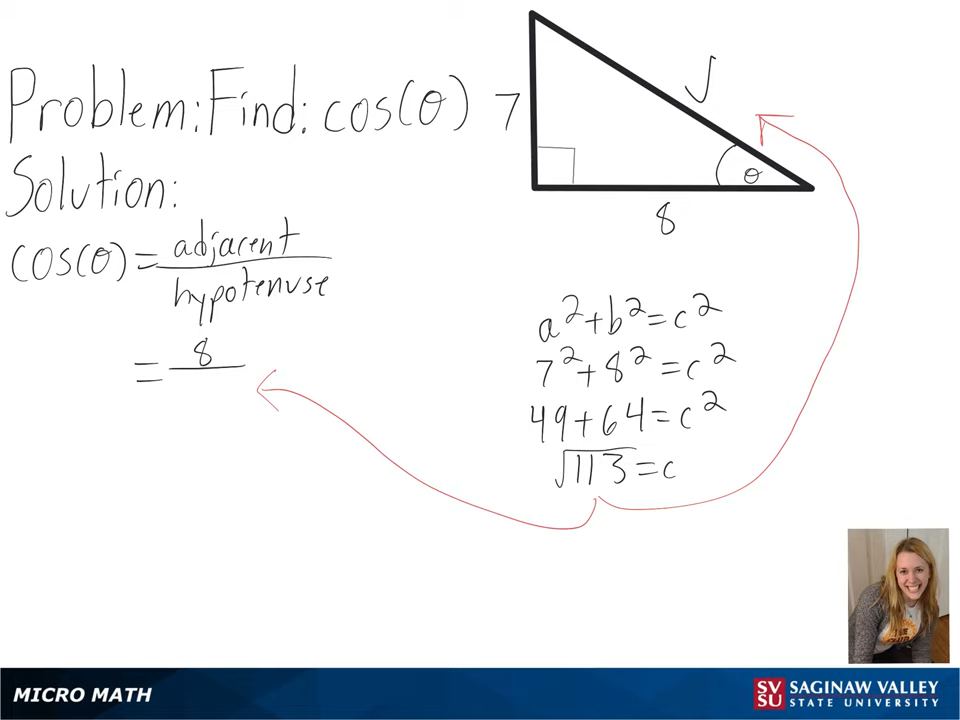 Problem: Find: cos(θ)
Solution:
cos(θ) = adjacent
hypotenuse
= 8
7
√
θ
8
a²+b²=c²
7²+8²=c²
49+64=c²
√113=c
MICRO MATH
SV
SU
SAGINAW VALLEY
STATE UNIVERSITY